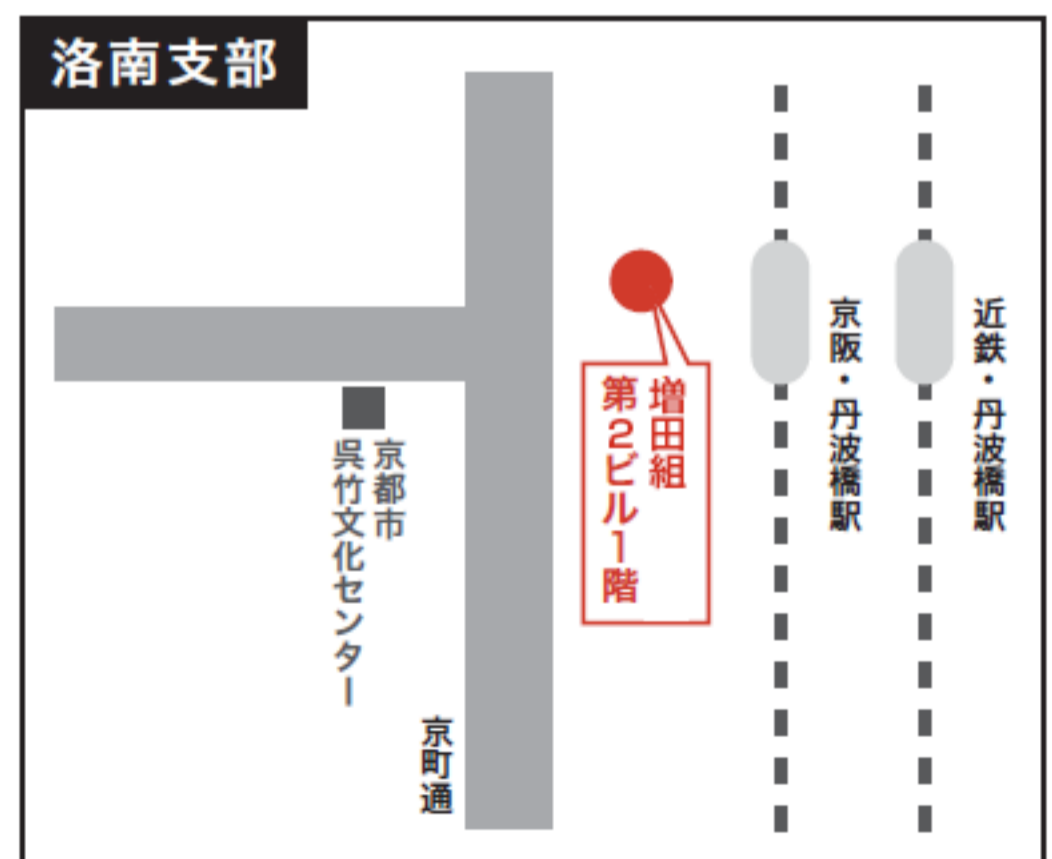 洛南支部
近鉄・丹波橋駅
京阪・丹波橋駅
増田組
第2ビル1階
京都市
呉竹文化センター
京町通